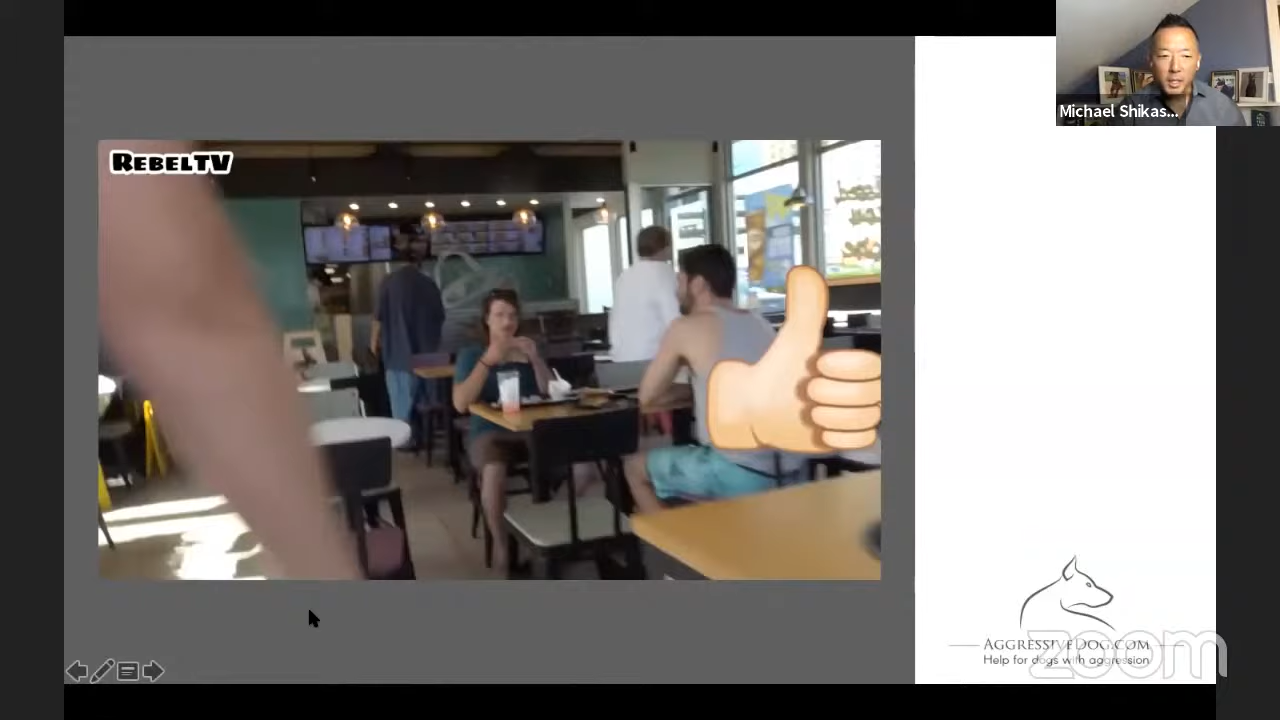 REBELTV
Michael Shikas...
AGGRESSIVEDOG.COM
Help for dogs with aggression
zoom